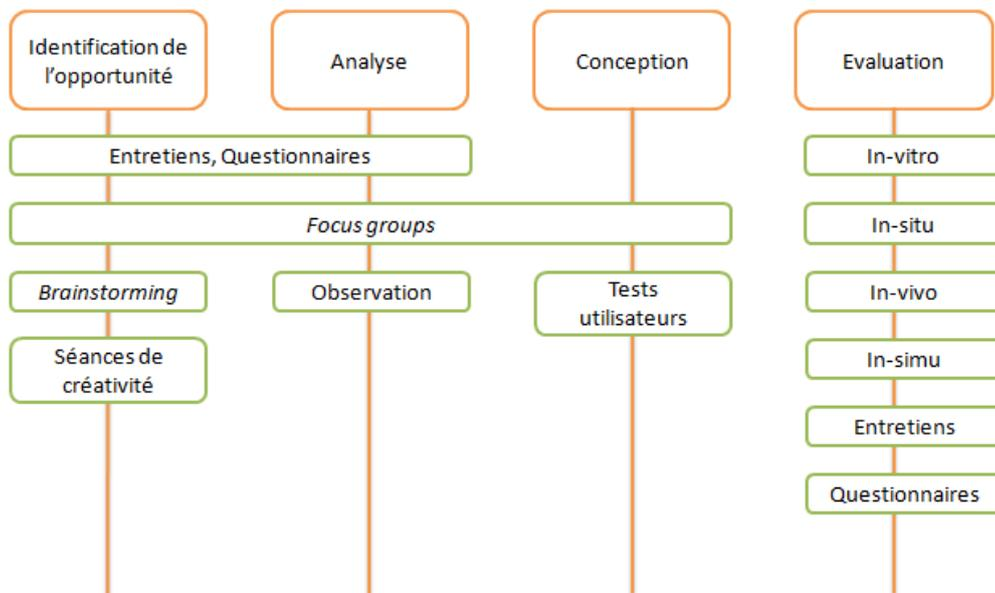 Identification de
l'opportunité
Analyse
Conception
Evaluation
Entretiens, Questionnaires
In-vitro
Focus groups
In-situ
Brainstorming
Observation
Tests
utilisateurs
In-vivo
Séances de
créativité
In-simu
Entretiens
Questionnaires